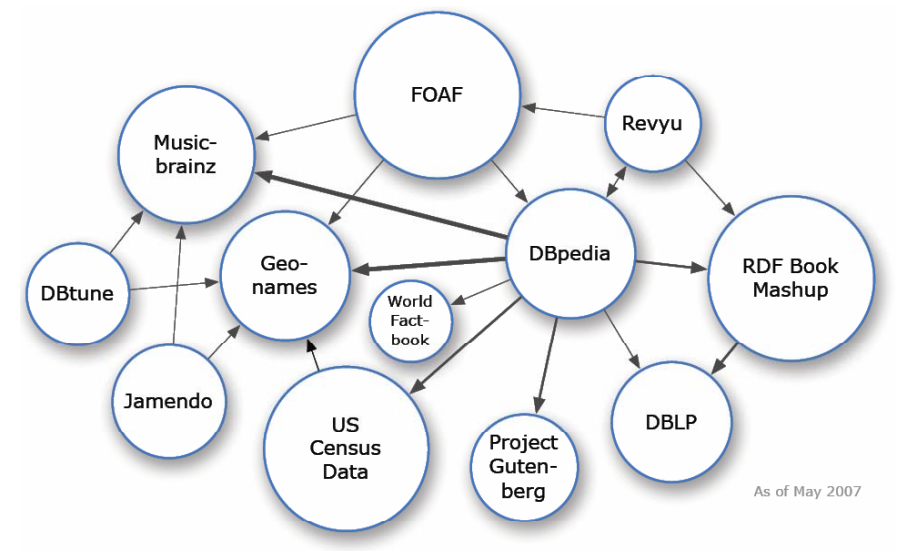 FOAF
Revyu
Music-
brainz
DBpedia
Geo-
names
RDF Book
Mashup
DBtune
World
Fact-
book
Jamendo
US
Census
Data
Project
Guten-
berg
DBLP
As of May 2007